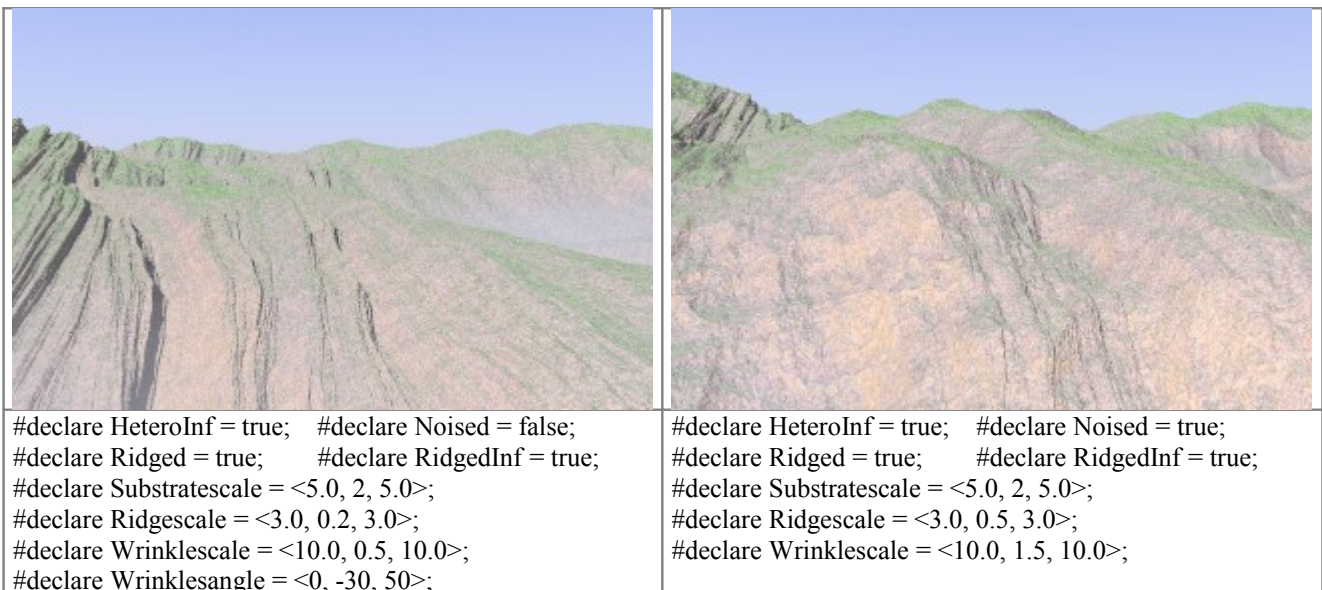 #declare HeteroInf = true; #declare Noised = false;
#declare Ridged = true; #declare RidgedInf = true;
#declare Substratescale = <5.0, 2, 5.0>;
#declare Ridgescale = <3.0, 0.2, 3.0>;
#declare Wrinklescale = <10.0, 0.5, 10.0>;
#declare Wrinklesangle = <0, -30, 50>;
#declare HeteroInf = true; #declare Noised = true;
#declare Ridged = true; #declare RidgedInf = true;
#declare Substratescale = <5.0, 2, 5.0>;
#declare Ridgescale = <3.0, 0.5, 3.0>;
#declare Wrinklescale = <10.0, 1.5, 10.0>;